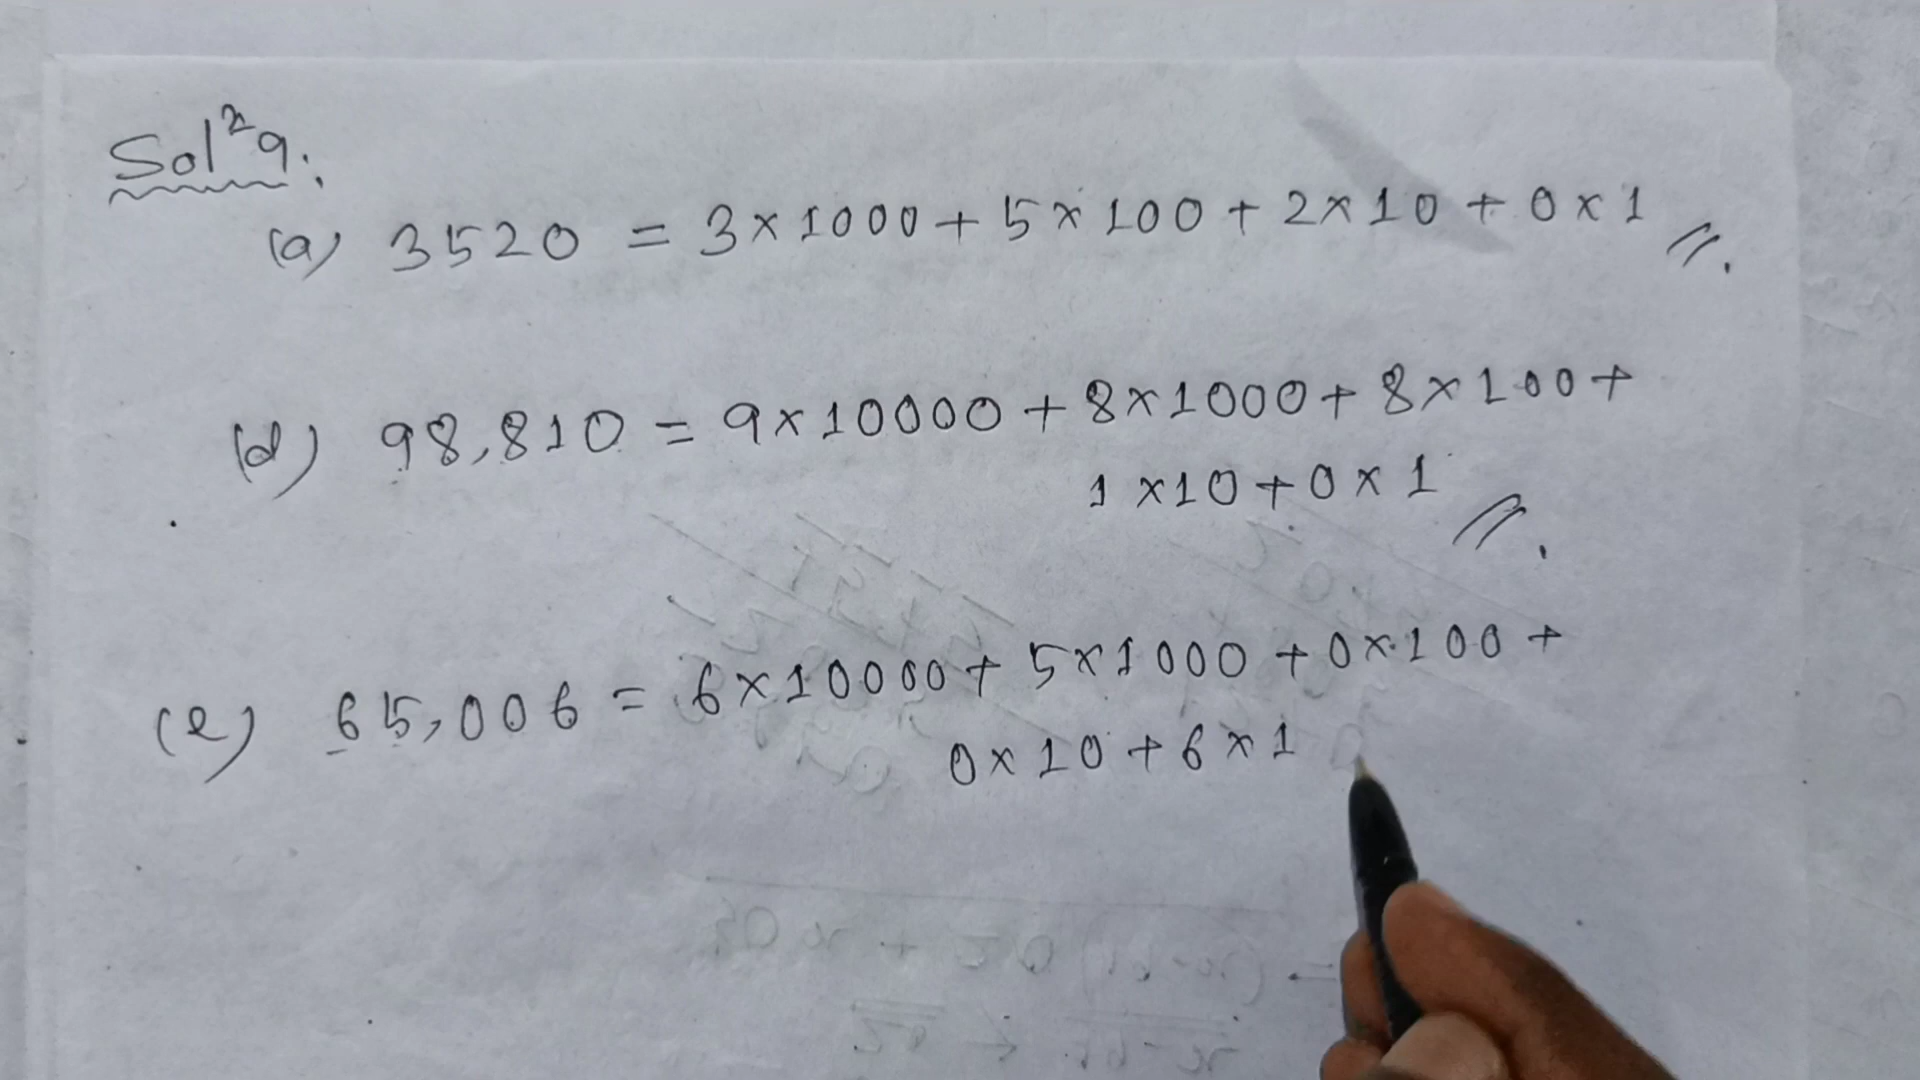 Solⁿ 9.
(a) 3520 = 3×1000 + 5×100 + 2×10 + 0×1 //.
(d) 98,810 = 9×10000 + 8×1000 + 8×100 +
1×10 + 0×1 //.
(e) 65,006 = 6×10000 + 5×1000 + 0×100 +
0×10 + 6×1